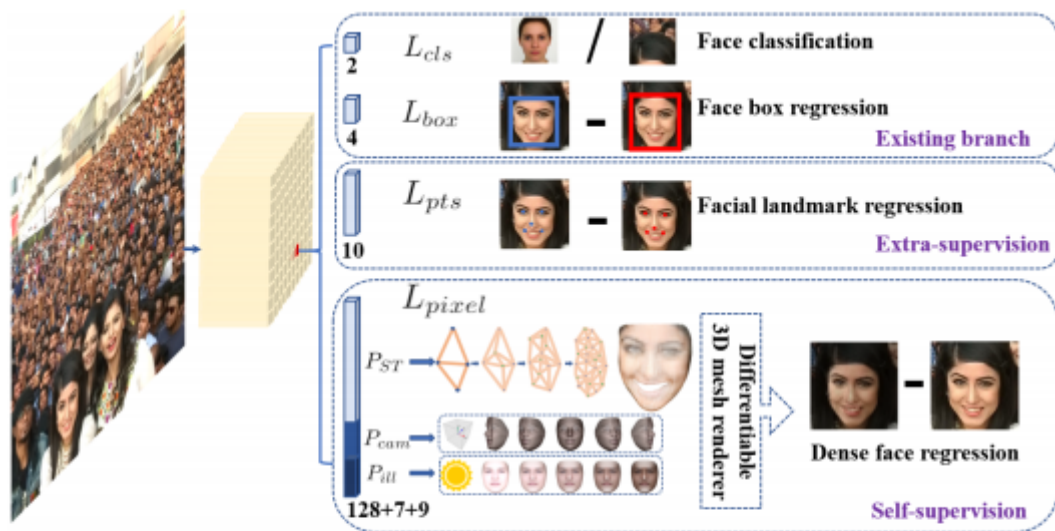 L_cls
Face classification
2
L_box
Face box regression
4
Existing branch
L_pts
Facial landmark regression
10
Extra-supervision
L_pixel
P_ST
P_cam
P_ill
128+7+9
Differentiable
3D mesh renderer
Dense face regression
Self-supervision